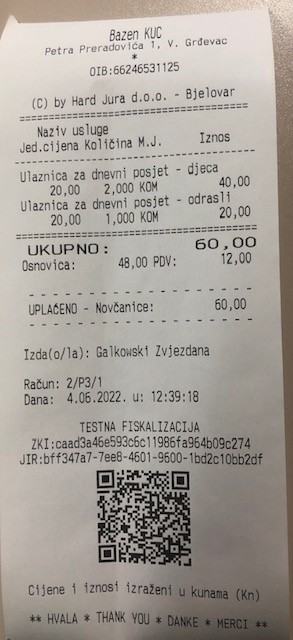 Bazen KUC
Petra Preradovića 1, V. Grđevac
*
OIB:66246531125
(C) by Hard Jura d.o.o. - Bjelovar
Naziv usluge
Jed.cijena Količina M.J. Iznos
Ulaznica za dnevni posjet - djeca
20,00 2,000 KOM 40,00
Ulaznica za dnevni posjet - odrasli
20,00 1,000 KOM 20,00
UKUPNO: 60,00
Osnovica: 48,00 PDV: 12,00
UPLAĆENO - Novčanice: 60,00
Izda(o/la): Galkowski Zvjezdana
Račun: 2/P3/1
Dana: 4.06.2022. u: 12:39:18
TESTNA FISKALIZACIJA
ZKI:caad3a46e593c6c11986fa964b09c274
JIR:bff347a7-7ee8-4601-9600-1bd2c10bb2df
Cijene i iznosi izraženi u kunama (Kn)
** HVALA * THANK YOU * DANKE * MERCI **